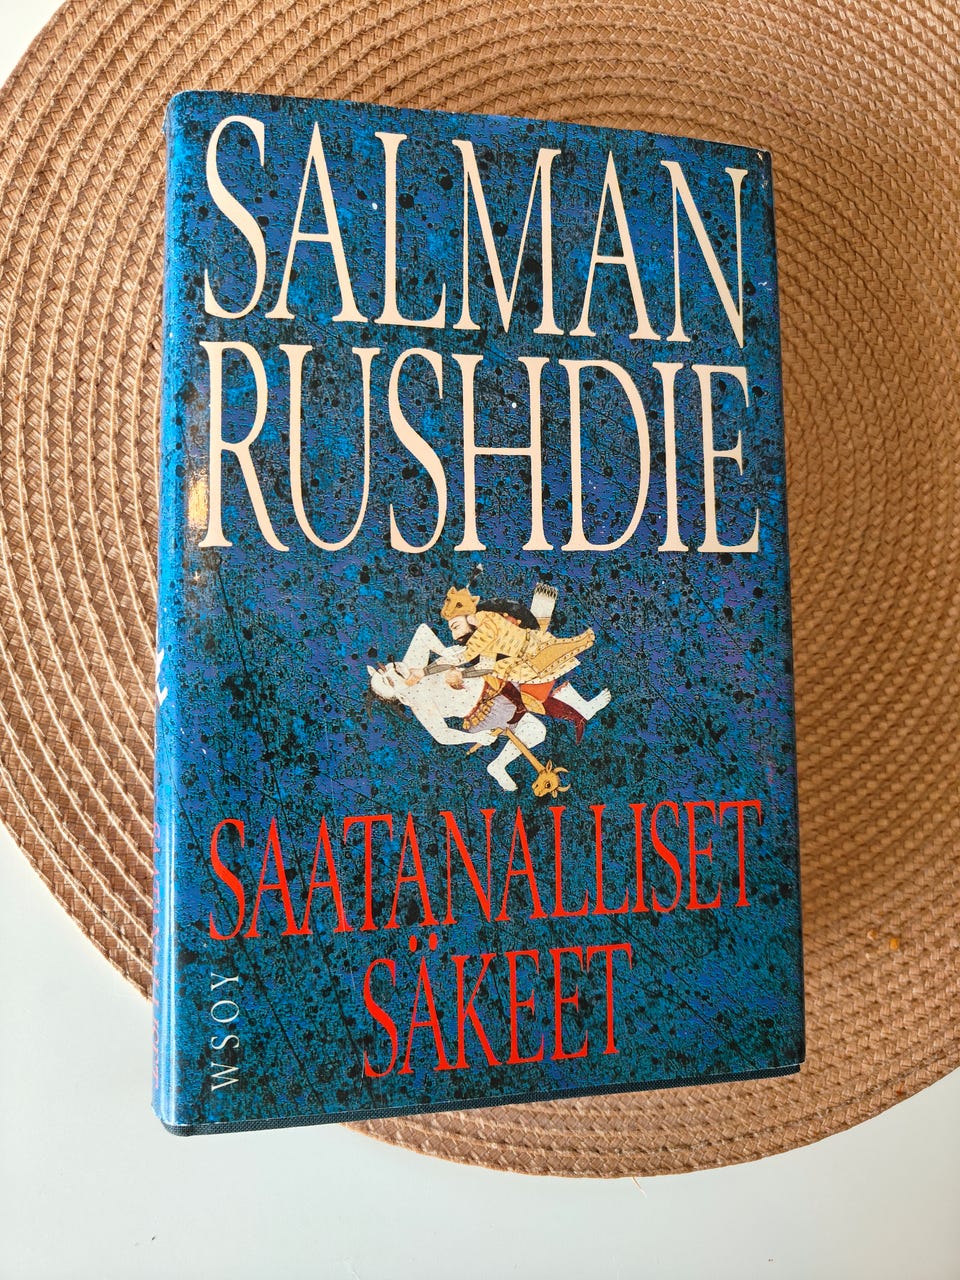 SALMAN
RUSHDIE
SAATANALLISET
SÄKEET
WSOY